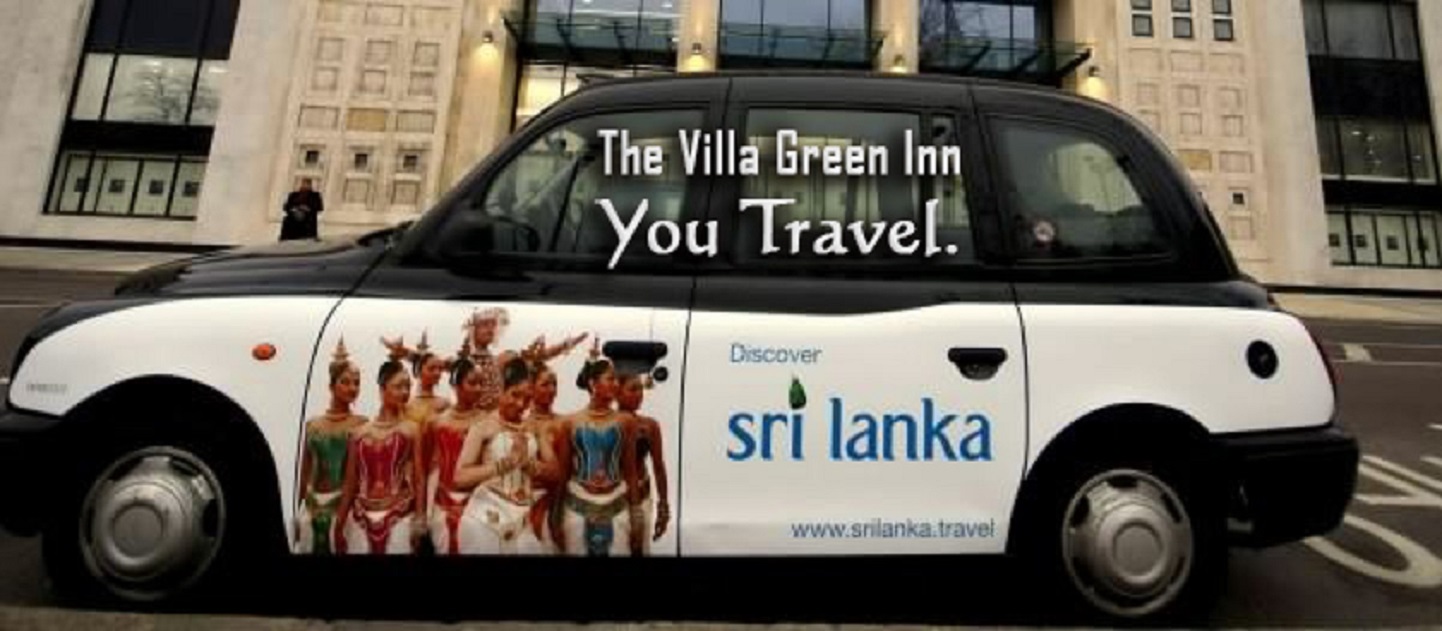 The Villa Green Inn
You Travel.
Discover
sri lanka
www.srilanka.travel